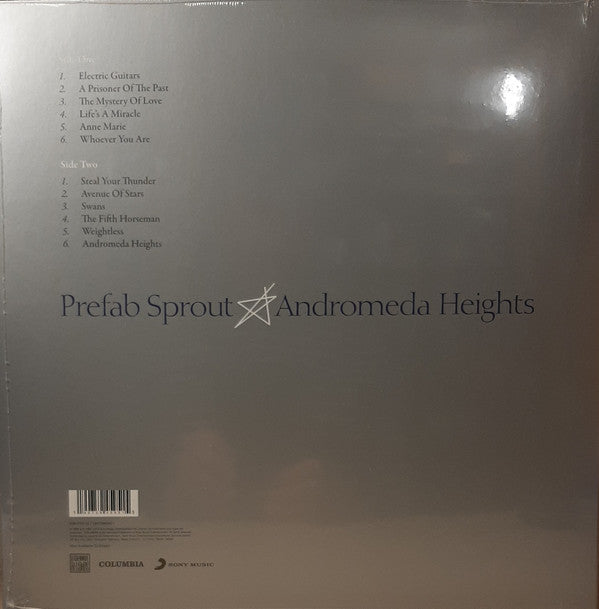 Side One
1. Electric Guitars
2. A Prisoner Of The Past
3. The Mystery Of Love
4. Life's A Miracle
5. Anne Marie
6. Whoever You Are
Side Two
1. Steal Your Thunder
2. Avenue Of Stars
3. Swans
4. The Fifth Horseman
5. Weightless
6. Andromeda Heights
Prefab Sprout Andromeda Heights
COLUMBIA SONY MUSIC